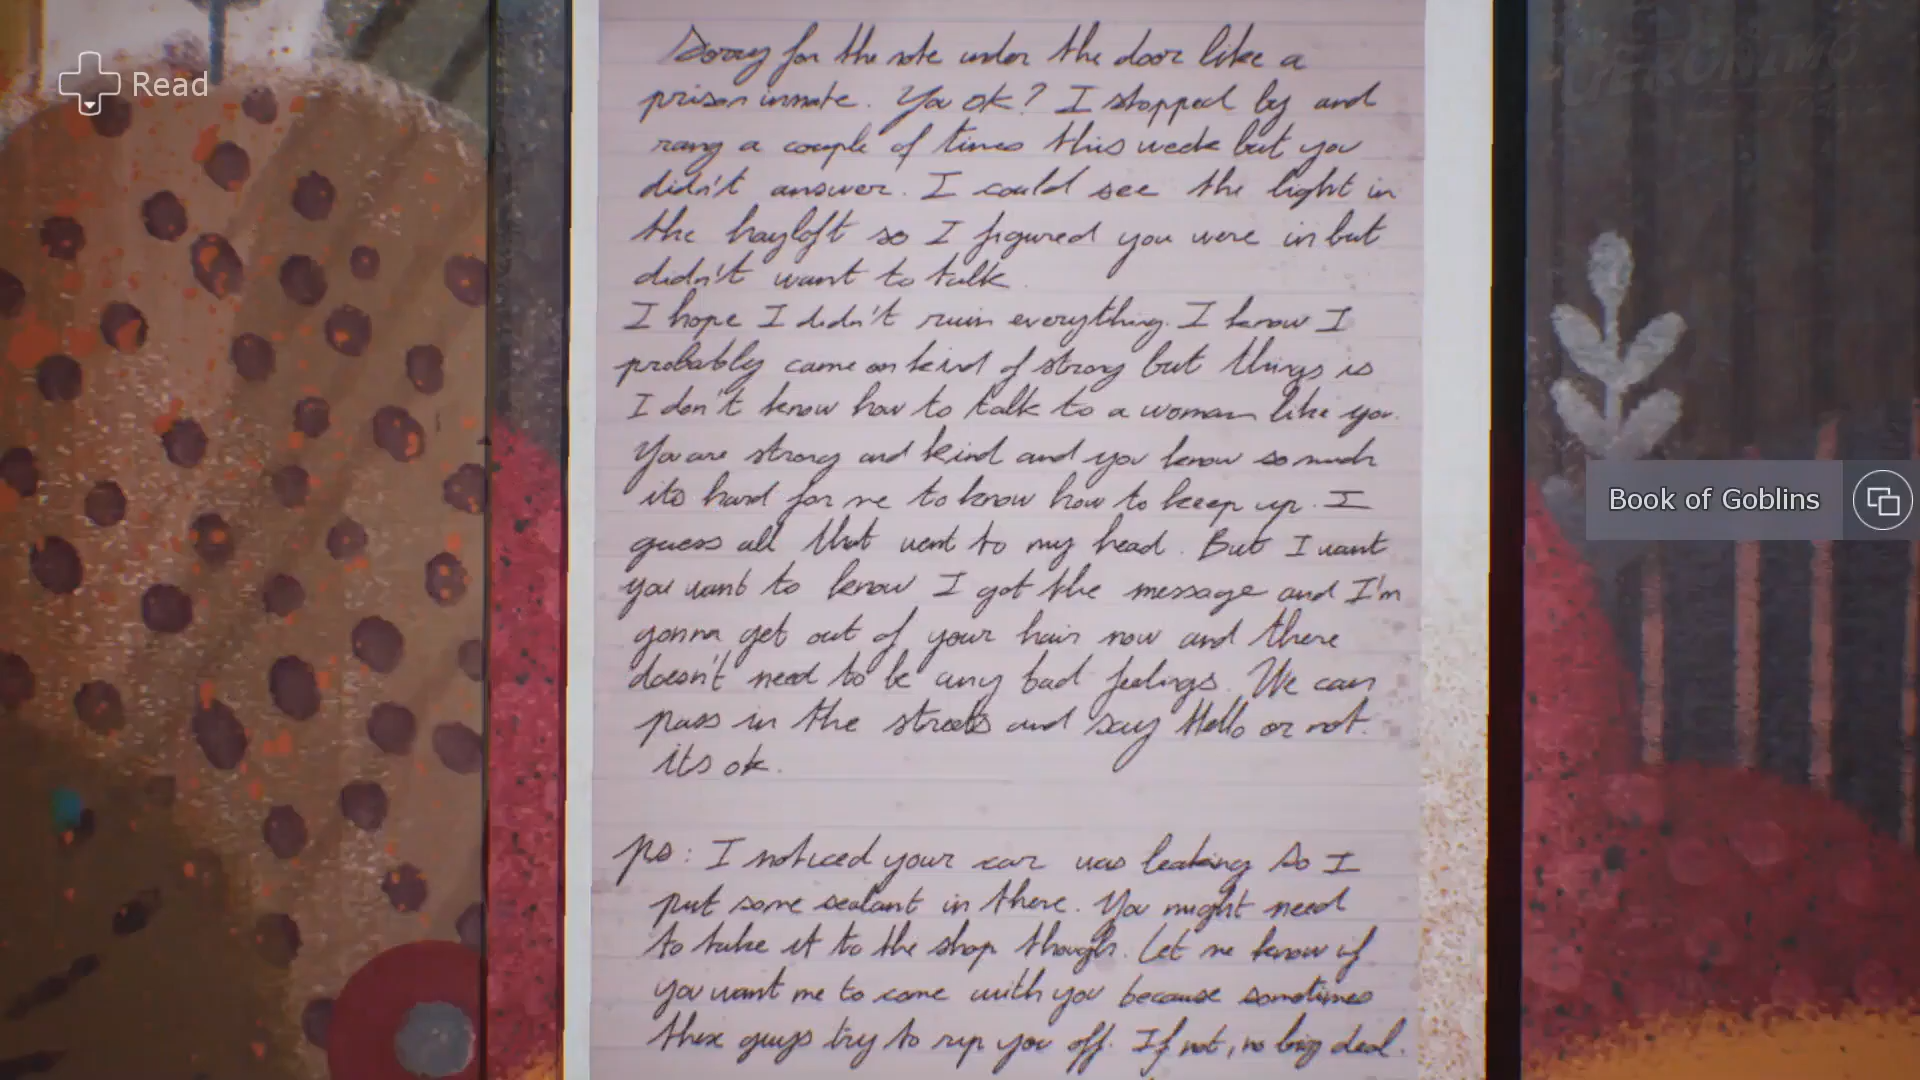 Read
Sorry for the note under the door like a
prison inmate. You ok? I stopped by and
rang a couple of times this week but you
didn't answer. I could see the light in
the hayloft so I figured you were in but
didn't want to talk
I hope I didn't ruin everything. I know I
probably came on kind of strong but things is
I don't know how to talk to a woman like you.
You are strong and kind and you know so much
its hard for me to know how to keep up. I
guess all that went to my head. But I want
you want to know I got the message and I'm
gonna get out of your hair now and there
doesn't need to be any bad feelings. We can
pass in the streets and say Hello or not.
its ok.
ps: I noticed your car was leaking so I
put some sealant in there. You might need
to take it to the shop though. Let me know if
you want me to come with you because sometimes
these guys try to rip you off. If not, no big deal.
Book of Goblins